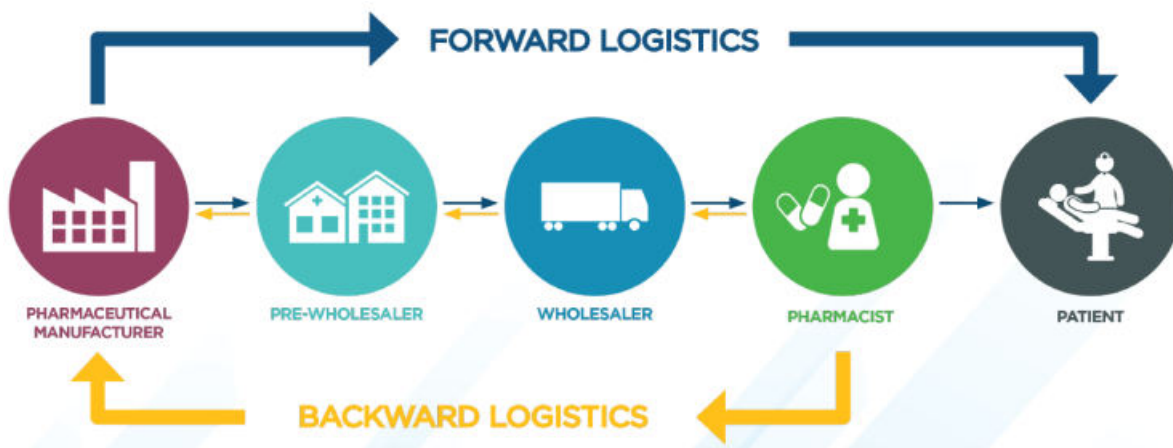 FORWARD LOGISTICS
PHARMACEUTICAL
MANUFACTURER
PRE-WHOLESALER
WHOLESALER
PHARMACIST
PATIENT
BACKWARD LOGISTICS